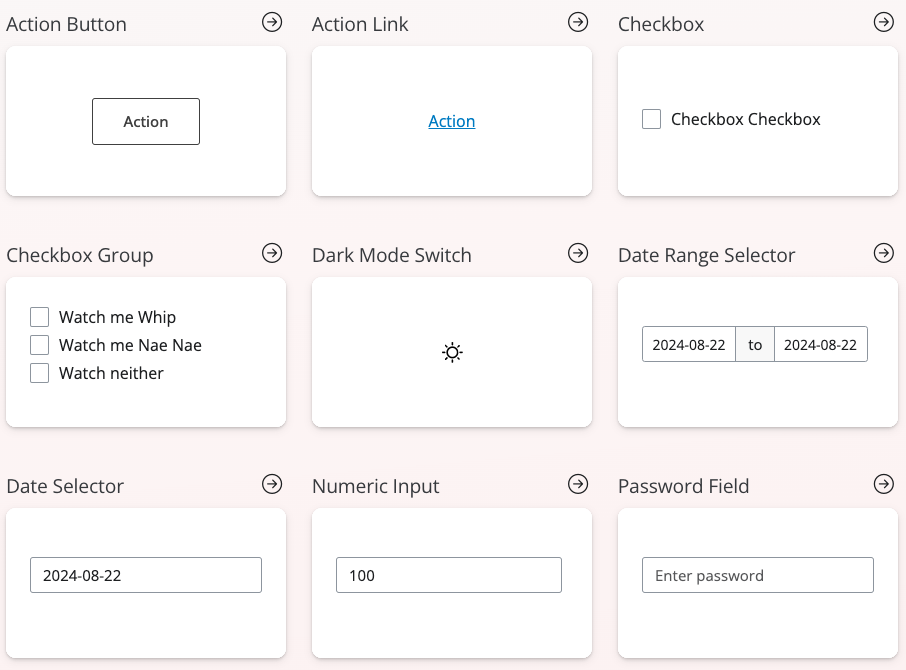 Action Button
Action Link
Checkbox
Action
Action
Checkbox Checkbox
Checkbox Group
Dark Mode Switch
Date Range Selector
Watch me Whip
Watch me Nae Nae
Watch neither
2024-08-22 to 2024-08-22
Date Selector
Numeric Input
Password Field
2024-08-22
100
Enter password